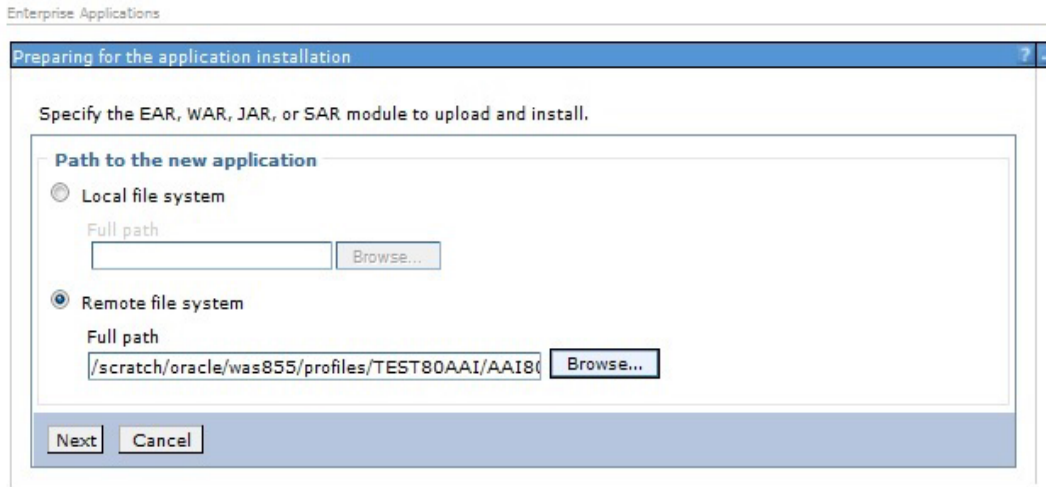 Enterprise Applications
Preparing for the application installation ?
Specify the EAR, WAR, JAR, or SAR module to upload and install.
Path to the new application
Local file system
Full path
Browse...
Remote file system
Full path
/scratch/oracle/was855/profiles/TEST80AAI/AAI80 Browse...
Next Cancel